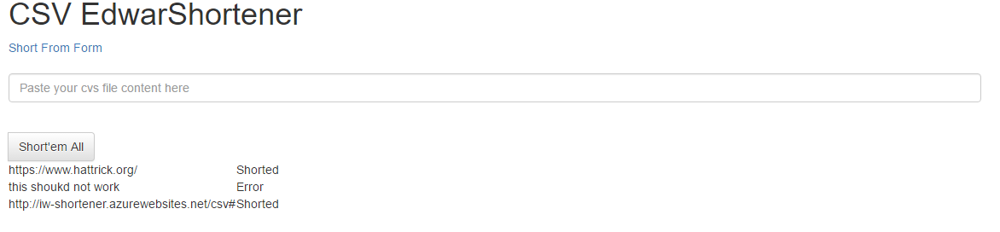 CSV EdwarShortener
Short From Form
Paste your cvs file content here
Short'em All
https://www.hattrick.org/ Shorted
this shoukd not work Error
http://iw-shortener.azurewebsites.net/csv# Shorted